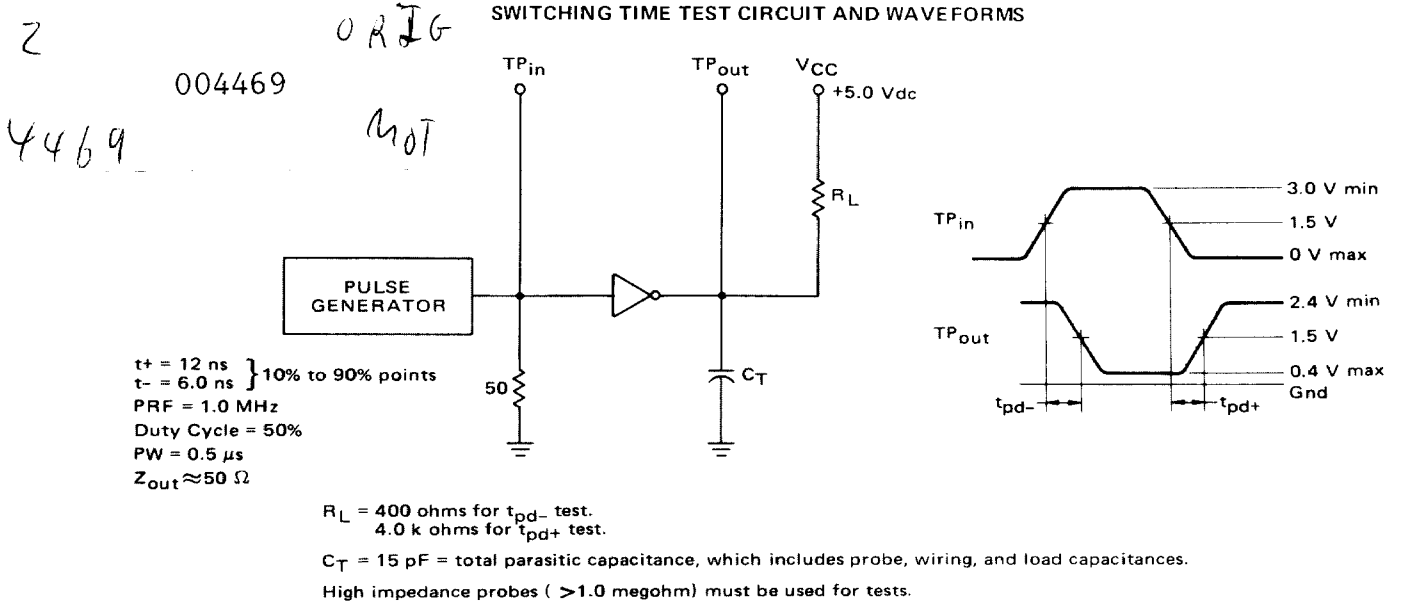 SWITCHING TIME TEST CIRCUIT AND WAVEFORMS
2
ORIG
004469
4469
MOT
TPin
TPout
VCC
+5.0 Vdc
RL
PULSE
GENERATOR
50
CT
t+ = 12 ns
t- = 6.0 ns } 10% to 90% points
PRF = 1.0 MHz
Duty Cycle = 50%
PW = 0.5 μs
Zout ≈ 50 Ω
TPin
3.0 V min
1.5 V
0 V max
TPout
2.4 V min
1.5 V
0.4 V max
Gnd
tpd-
tpd+
RL = 400 ohms for tpd- test.
4.0 k ohms for tpd+ test.
CT = 15 pF = total parasitic capacitance, which includes probe, wiring, and load capacitances.
High impedance probes ( >1.0 megohm) must be used for tests.